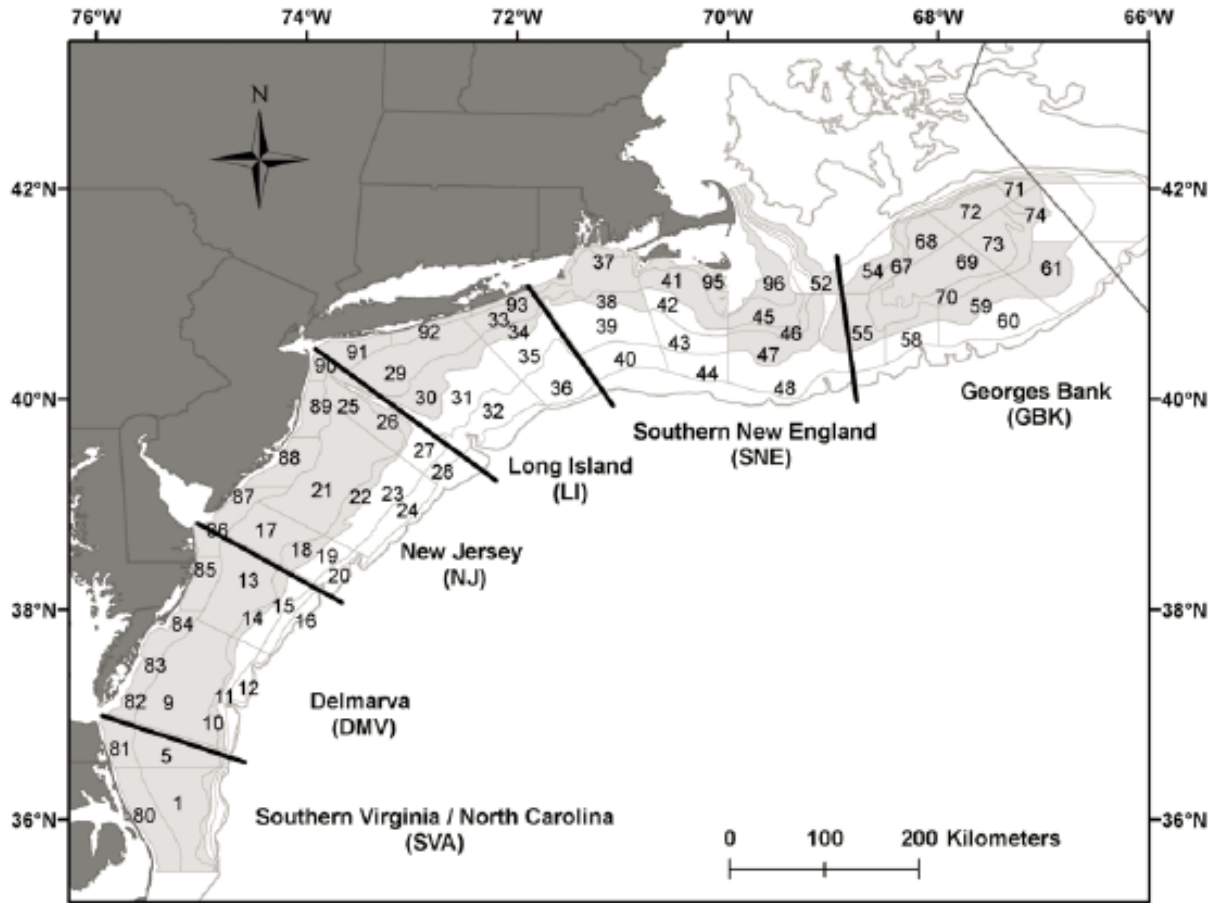 76°W 74°W 72°W 70°W 68°W 66°W
N
42°N 42°N
71
72 74
68 73
37 54 67 69 61
41 95 96 52
93 38 42 70 59
33 34 39 45 46 55 58 60
92 43 47
91 35 40 44 48
90 29 36
89 25 30 31 32
40°N 40°N
26
Georges Bank
(GBK)
Southern New England
(SNE)
27
28
Long Island
(LI)
88
87 21 22 23
24
86 17 18 19
20
New Jersey
(NJ)
85 13
38°N 38°N
15
14 16
84
83
82 9 11 12
10
Delmarva
(DMV)
81 5
1
80
36°N 36°N
Southern Virginia / North Carolina
(SVA)
0 100 200 Kilometers